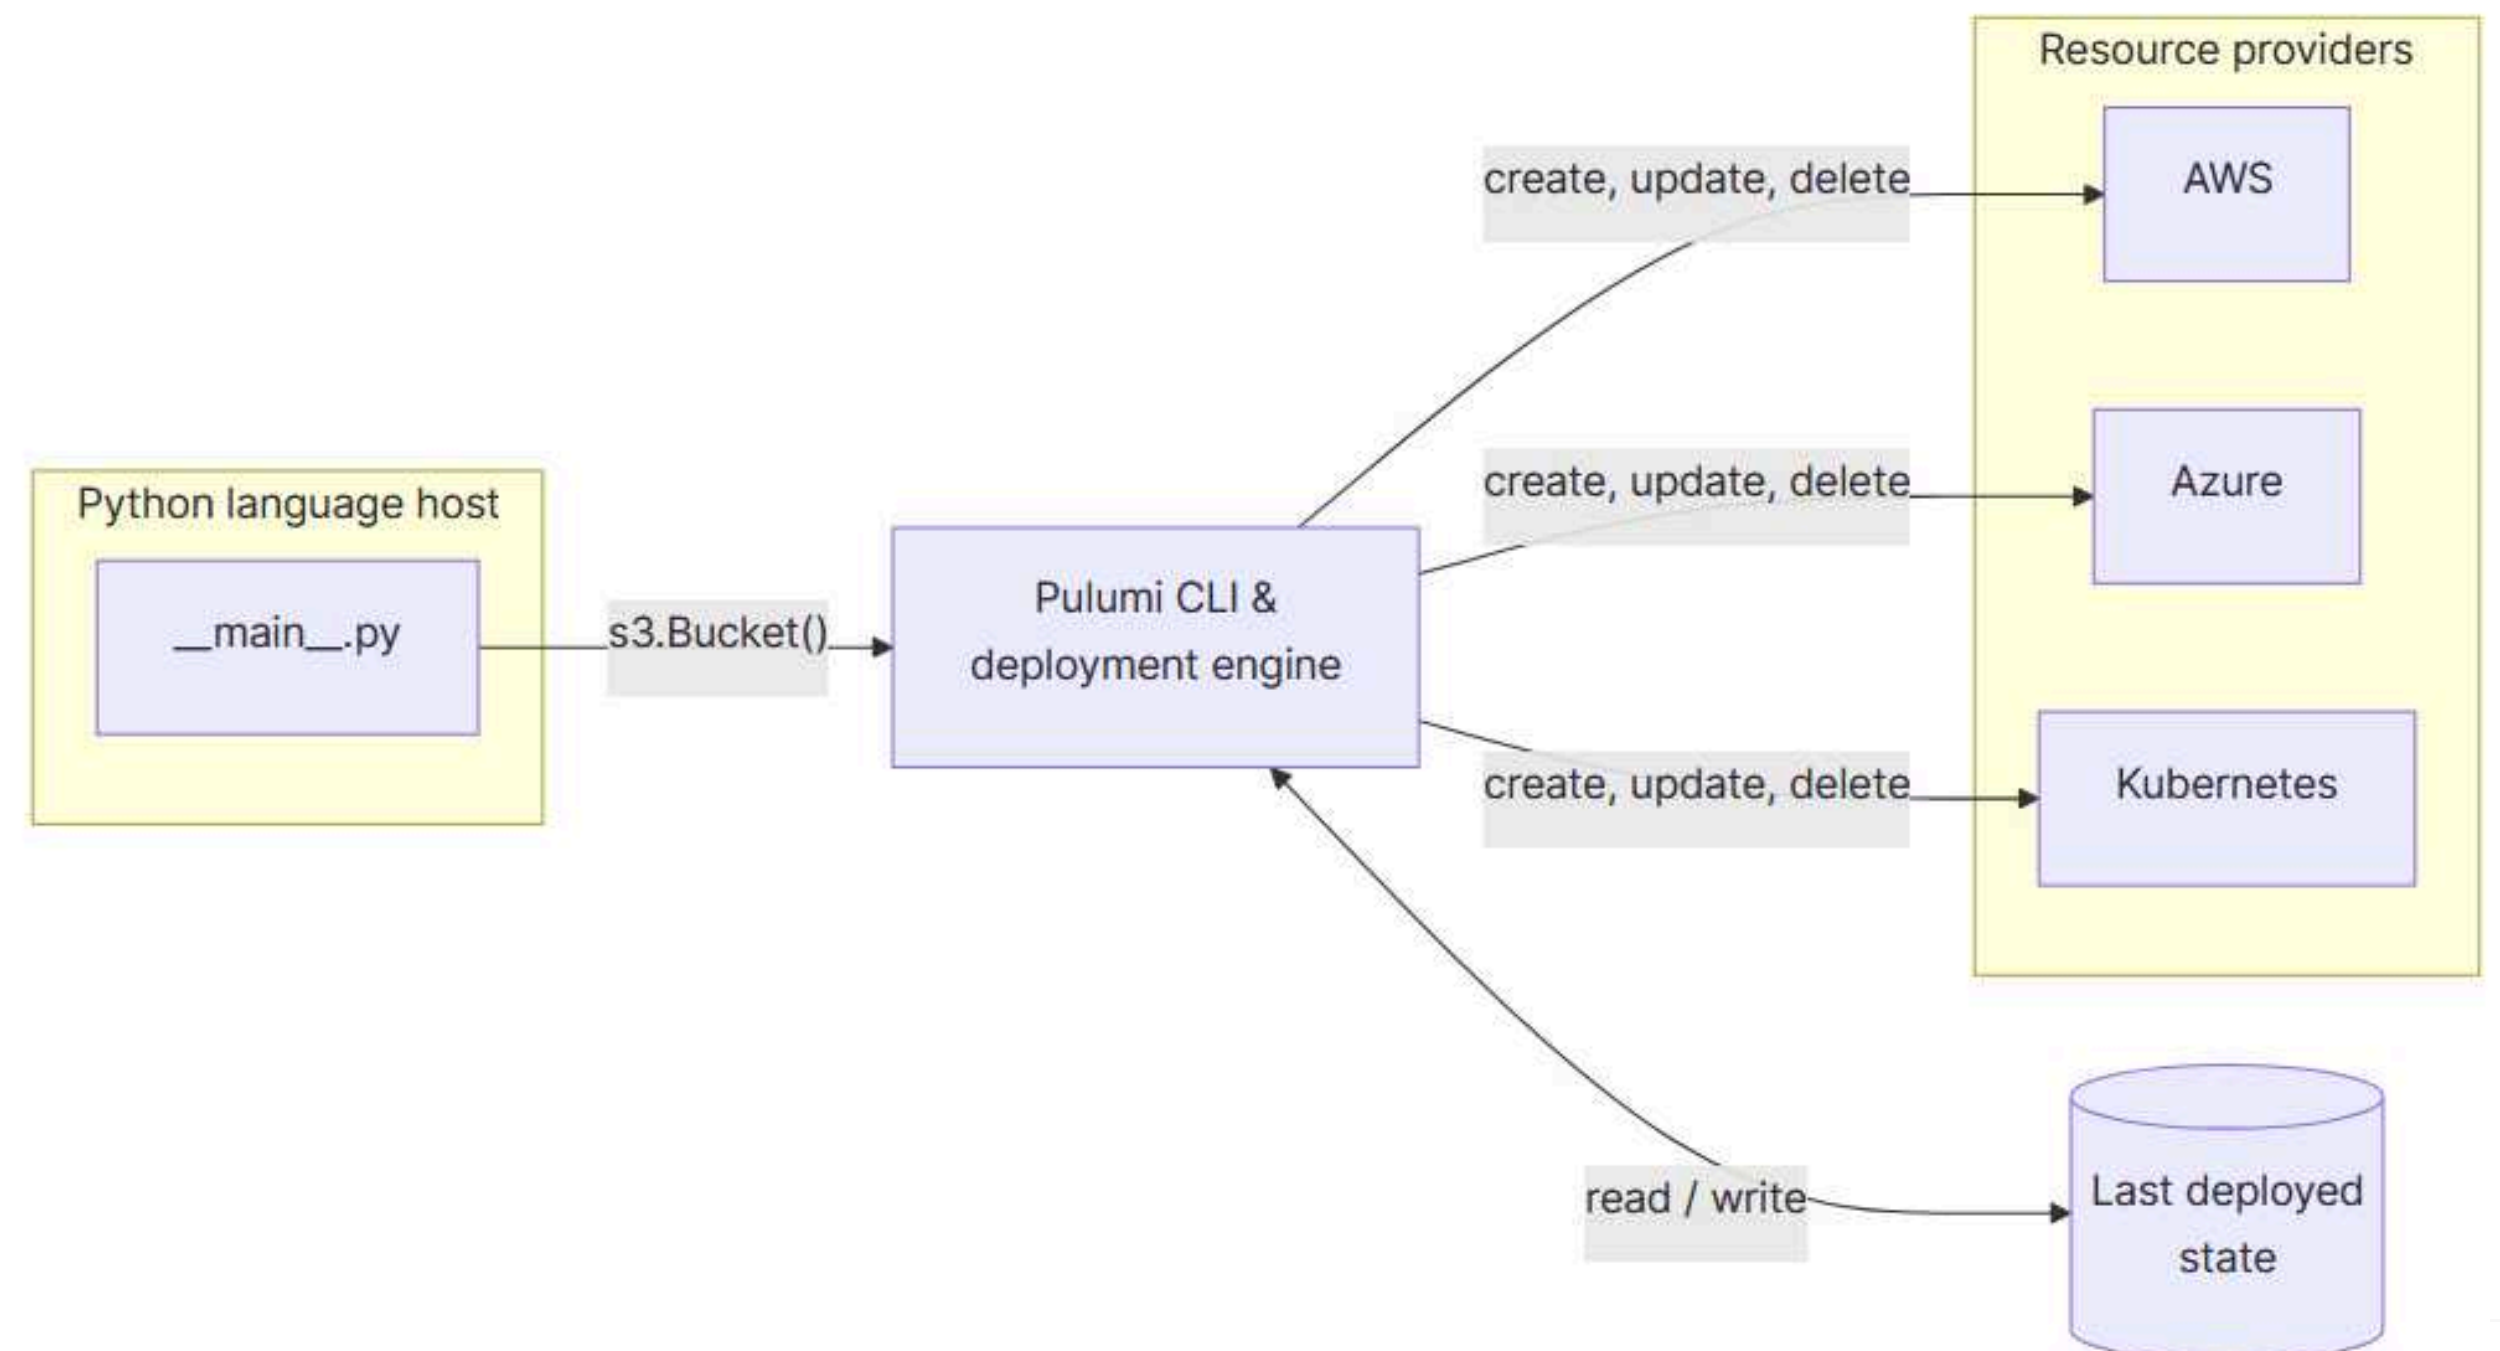 Resource providers
AWS
create, update, delete
Azure
create, update, delete
Python language host
__main__.py
s3.Bucket()
Pulumi CLI &
deployment engine
Kubernetes
create, update, delete
read / write
Last deployed
state